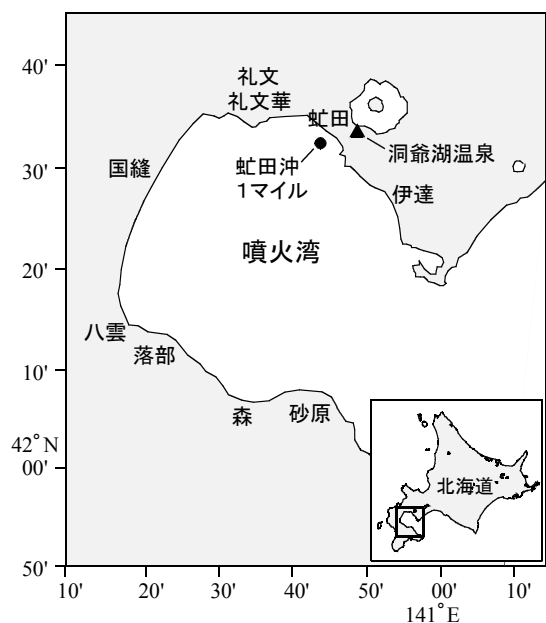 40'
礼文
礼文華
虻田
洞爺湖温泉
30'
国縫
虻田沖
1マイル
伊達
噴火湾
20'
八雲
落部
10'
森
砂原
42°N
00'
北海道
50'
10'
20'
30'
40'
50'
00'
10'
141°E